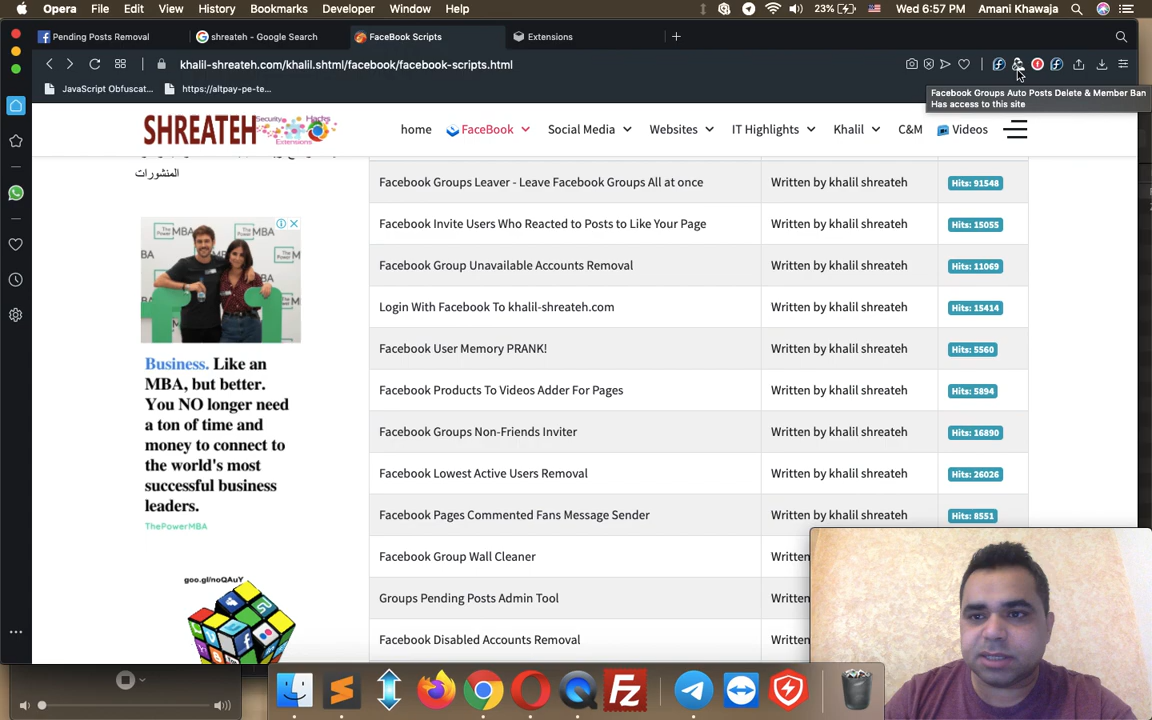 Opera File Edit View History Bookmarks Developer Window Help 23% Wed 6:57 PM Amani Khawaja
Pending Posts Removal
shreateh - Google Search
FaceBook Scripts
Extensions
khalil-shreateh.com/khalil.shtml/facebook/facebook-scripts.html
JavaScript Obfuscat...
https://altpay-pe-te...
Facebook Groups Auto Posts Delete & Member Ban
Has access to this site
SHREATEH Security Hacks Extensions
home FaceBook Social Media Websites IT Highlights Khalil C&M Videos
المنشورات
Facebook Groups Leaver - Leave Facebook Groups All at once Written by khalil shreateh Hits: 91548
Facebook Invite Users Who Reacted to Posts to Like Your Page Written by khalil shreateh Hits: 15055
Facebook Group Unavailable Accounts Removal Written by khalil shreateh Hits: 11069
Login With Facebook To khalil-shreateh.com Written by khalil shreateh Hits: 15414
Facebook User Memory PRANK! Written by khalil shreateh Hits: 5560
Facebook Products To Videos Adder For Pages Written by khalil shreateh Hits: 5894
Facebook Groups Non-Friends Inviter Written by khalil shreateh Hits: 16890
Facebook Lowest Active Users Removal Written by khalil shreateh Hits: 26026
Facebook Pages Commented Fans Message Sender Written by khalil shreateh Hits: 8551
Facebook Group Wall Cleaner Written
Groups Pending Posts Admin Tool Written
Facebook Disabled Accounts Removal Written
The Power MBA
Business. Like an
MBA, but better.
You NO longer need
a ton of time and
money to connect to
the world's most
successful business
leaders.
ThePowerMBA
goo.gl/noQAuY